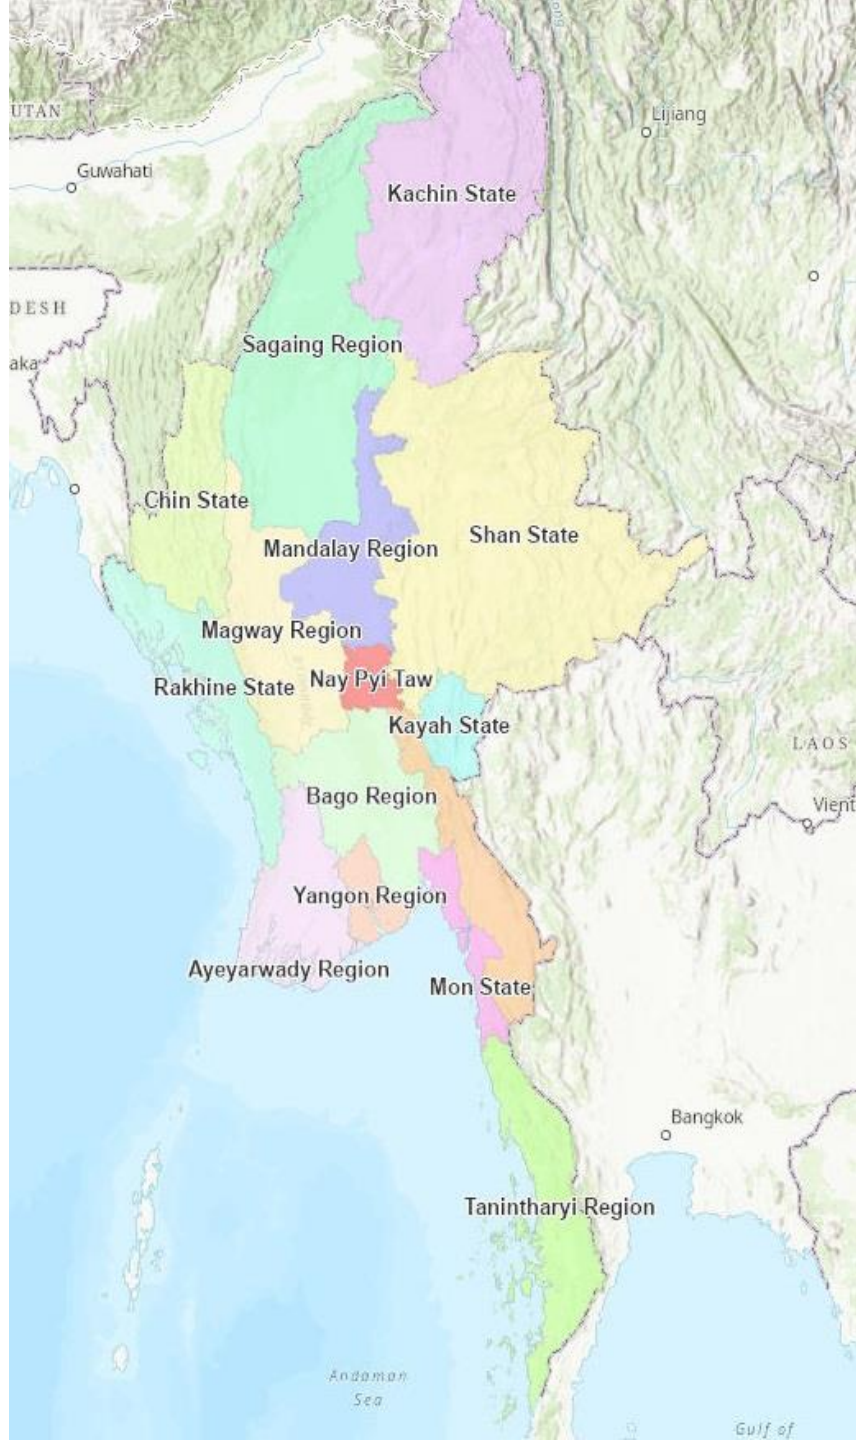 Lijiang
UTAN
Guwahati
Kachin State
DESH
Sagaing Region
aka
Chin State
Shan State
Mandalay Region
Magway Region
Nay Pyi Taw
Rakhine State
Kayah State
LAOS
Bago Region
Vient
Yangon Region
Ayeyarwady Region
Mon State
Bangkok
Tanintharyi Region
Andaman
Sea
Gulf of